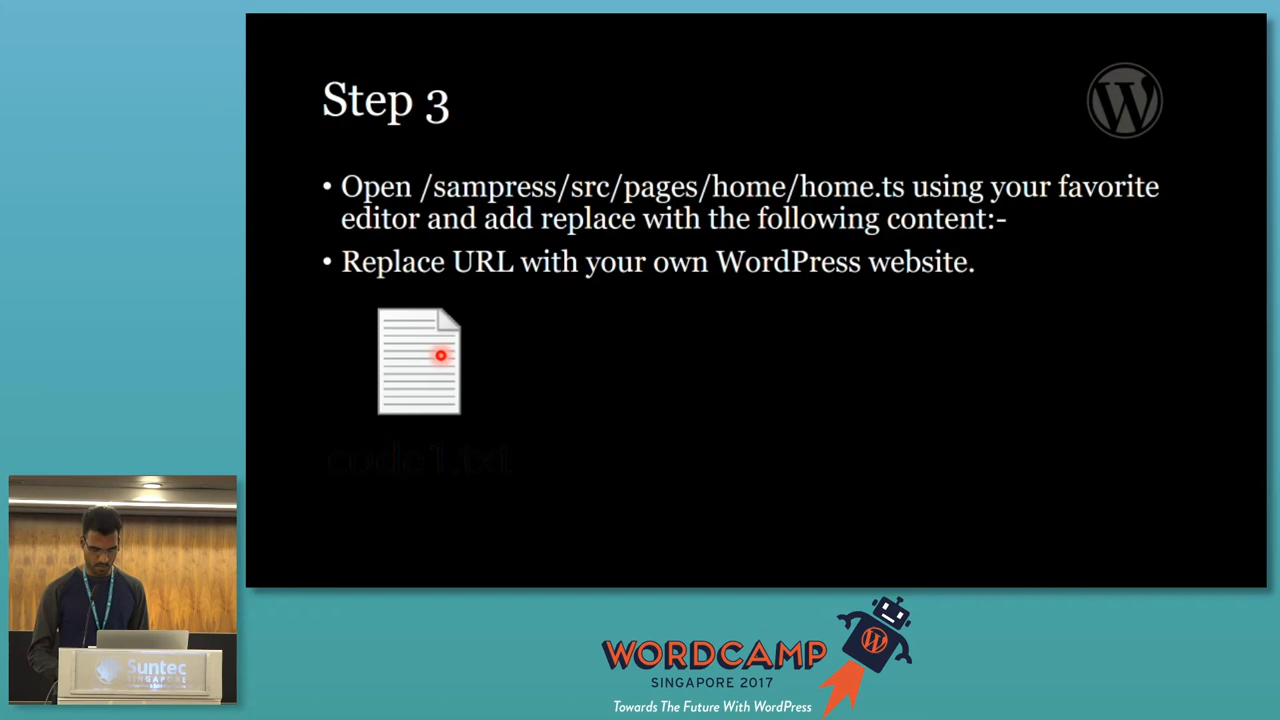 Step 3
• Open /sampress/src/pages/home/home.ts using your favorite
editor and add replace with the following content:-
• Replace URL with your own WordPress website.
code1.txt
Suntec
SINGAPORE
WORDCAMP
SINGAPORE 2017
Towards The Future With WordPress